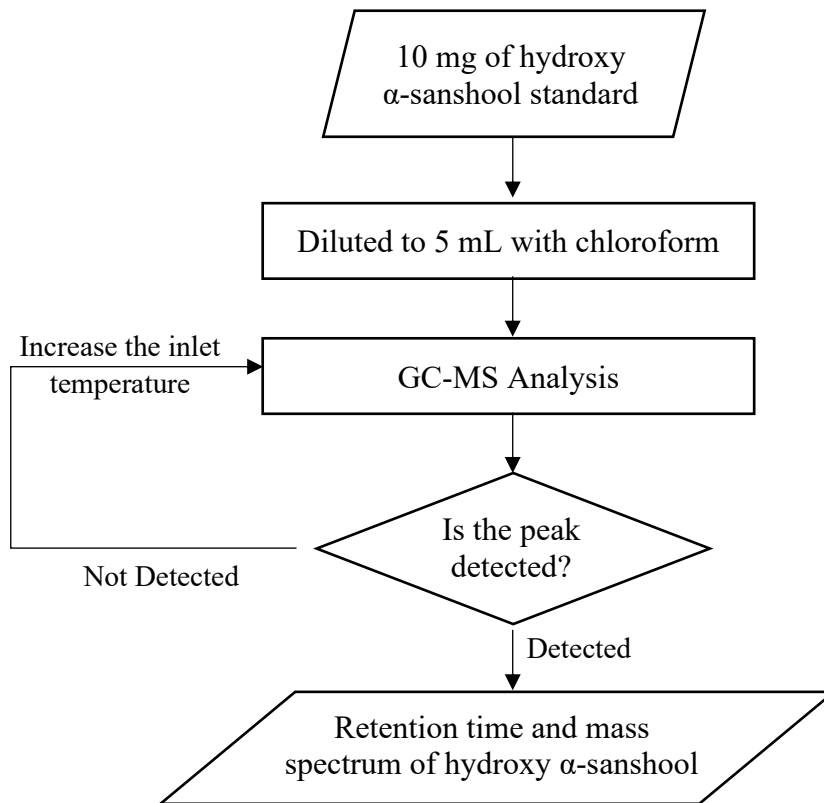 10 mg of hydroxy
α-sanshool standard
Diluted to 5 mL with chloroform
Increase the inlet
temperature
GC-MS Analysis
Is the peak
detected?
Not Detected
Detected
Retention time and mass
spectrum of hydroxy α-sanshool